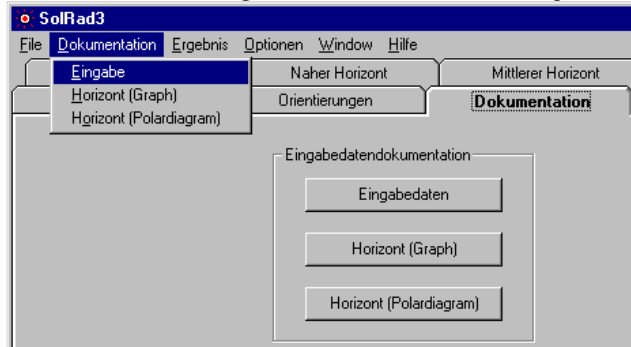 SolRad3
File Dokumentation Ergebnis Optionen Window Hilfe
Eingabe Naher Horizont Mittlerer Horizont
Horizont (Graph) Orientierungen Dokumentation
Horizont (Polardiagram)
Eingabedatendokumentation
Eingabedaten
Horizont (Graph)
Horizont (Polardiagram)